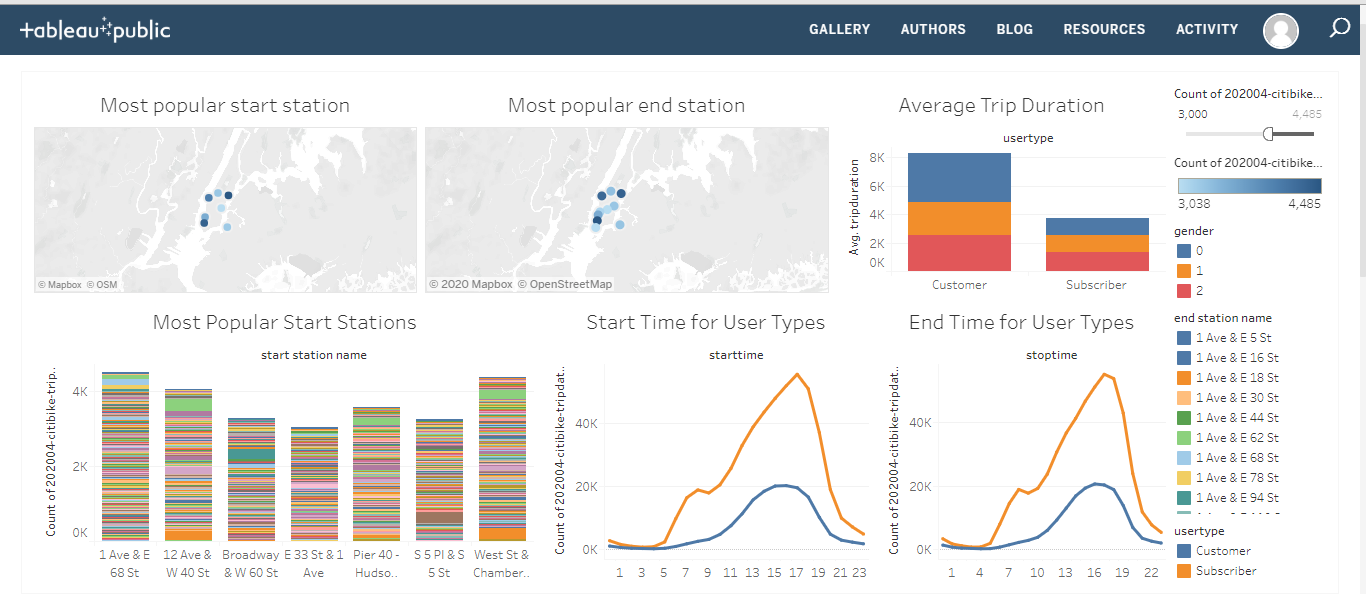 +ableau+public
GALLERY AUTHORS BLOG RESOURCES ACTIVITY
Most popular start station
© Mapbox © OSM
Most popular end station
© 2020 Mapbox © OpenStreetMap
Average Trip Duration
usertype
Avg. tripduration
8K
6K
4K
2K
0K
Customer Subscriber
Count of 202004-citibike...
3,000 4,485
Count of 202004-citibike...
3,038 4,485
gender
0
1
2
end station name
1 Ave & E 5 St
1 Ave & E 16 St
1 Ave & E 18 St
1 Ave & E 30 St
1 Ave & E 44 St
1 Ave & E 62 St
1 Ave & E 68 St
1 Ave & E 78 St
1 Ave & E 94 St
usertype
Customer
Subscriber
Most Popular Start Stations
start station name
Count of 202004-citibike-trip..
4K
2K
0K
1 Ave & E
68 St
12 Ave &
W 40 St
Broadway
& W 60 St
E 33 St & 1
Ave
Pier 40 -
Hudso..
S 5 Pl & S
5 St
West St &
Chamber..
Start Time for User Types
starttime
Count of 202004-citibike-tripdat..
40K
20K
0K
1 3 5 7 9 11 13 15 17 19 21 23
End Time for User Types
stoptime
Count of 202004-citibike-tripdat..
40K
20K
0K
1 4 7 10 13 16 19 22